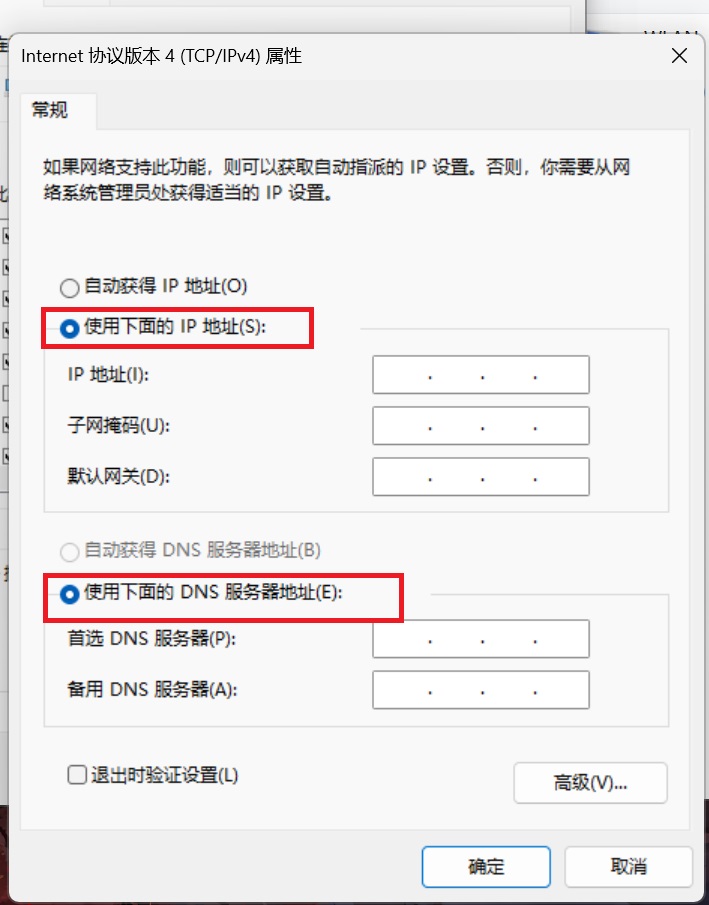 Internet 协议版本 4 (TCP/IPv4) 属性
常规
如果网络支持此功能，则可以获取自动指派的 IP 设置。否则，你需要从网
络系统管理员处获得适当的 IP 设置。
自动获得 IP 地址(O)
使用下面的 IP 地址(S):
IP 地址(I):
子网掩码(U):
默认网关(D):
自动获得 DNS 服务器地址(B)
使用下面的 DNS 服务器地址(E):
首选 DNS 服务器(P):
备用 DNS 服务器(A):
退出时验证设置(L)
高级(V)...
确定
取消